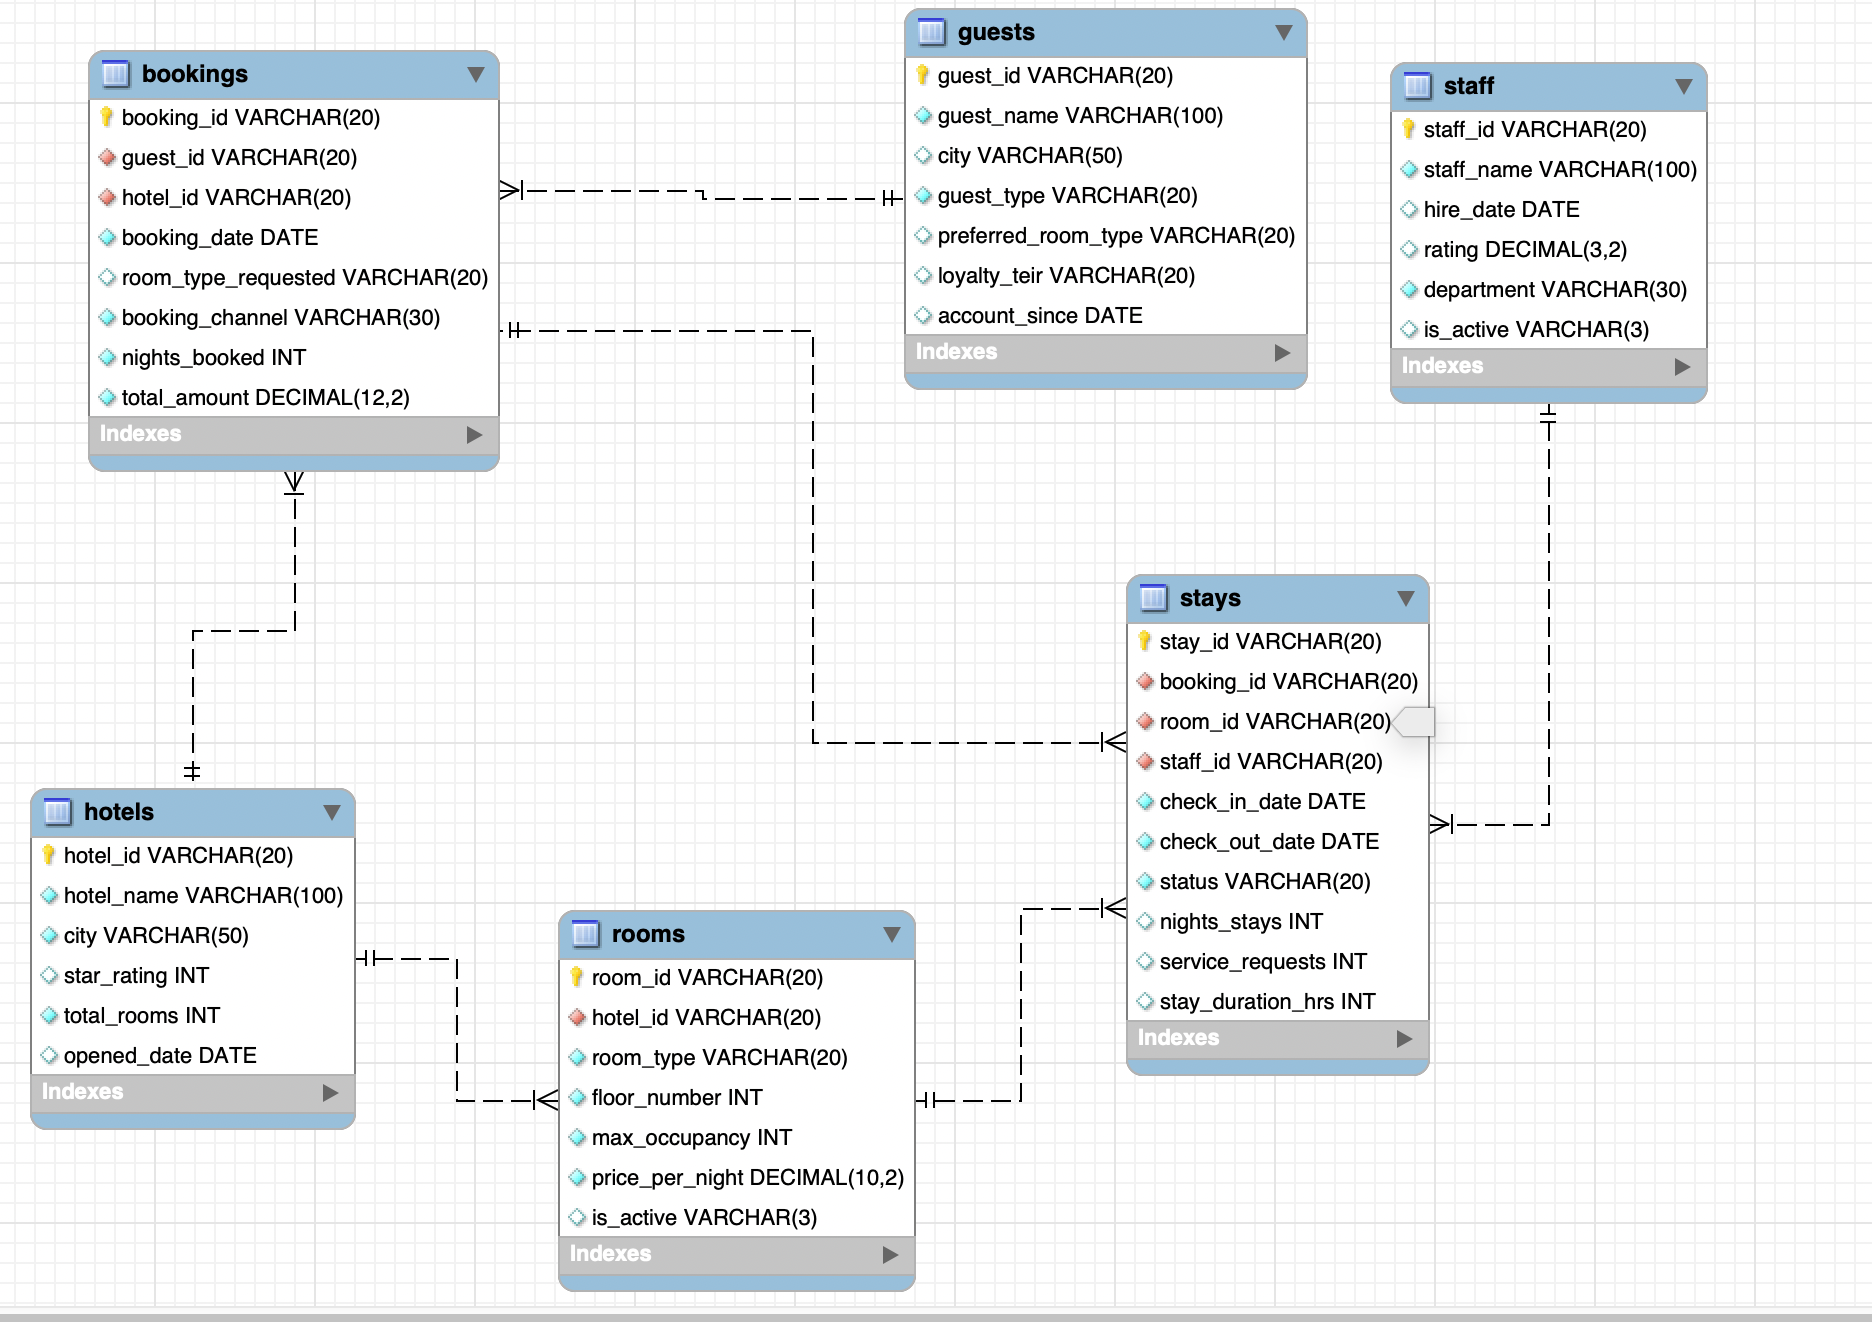 bookings
booking_id VARCHAR(20)
guest_id VARCHAR(20)
hotel_id VARCHAR(20)
booking_date DATE
room_type_requested VARCHAR(20)
booking_channel VARCHAR(30)
nights_booked INT
total_amount DECIMAL(12,2)
Indexes
guests
guest_id VARCHAR(20)
guest_name VARCHAR(100)
city VARCHAR(50)
guest_type VARCHAR(20)
preferred_room_type VARCHAR(20)
loyalty_teir VARCHAR(20)
account_since DATE
Indexes
staff
staff_id VARCHAR(20)
staff_name VARCHAR(100)
hire_date DATE
rating DECIMAL(3,2)
department VARCHAR(30)
is_active VARCHAR(3)
Indexes
stays
stay_id VARCHAR(20)
booking_id VARCHAR(20)
room_id VARCHAR(20)
staff_id VARCHAR(20)
check_in_date DATE
check_out_date DATE
status VARCHAR(20)
nights_stays INT
service_requests INT
stay_duration_hrs INT
Indexes
hotels
hotel_id VARCHAR(20)
hotel_name VARCHAR(100)
city VARCHAR(50)
star_rating INT
total_rooms INT
opened_date DATE
Indexes
rooms
room_id VARCHAR(20)
hotel_id VARCHAR(20)
room_type VARCHAR(20)
floor_number INT
max_occupancy INT
price_per_night DECIMAL(10,2)
is_active VARCHAR(3)
Indexes